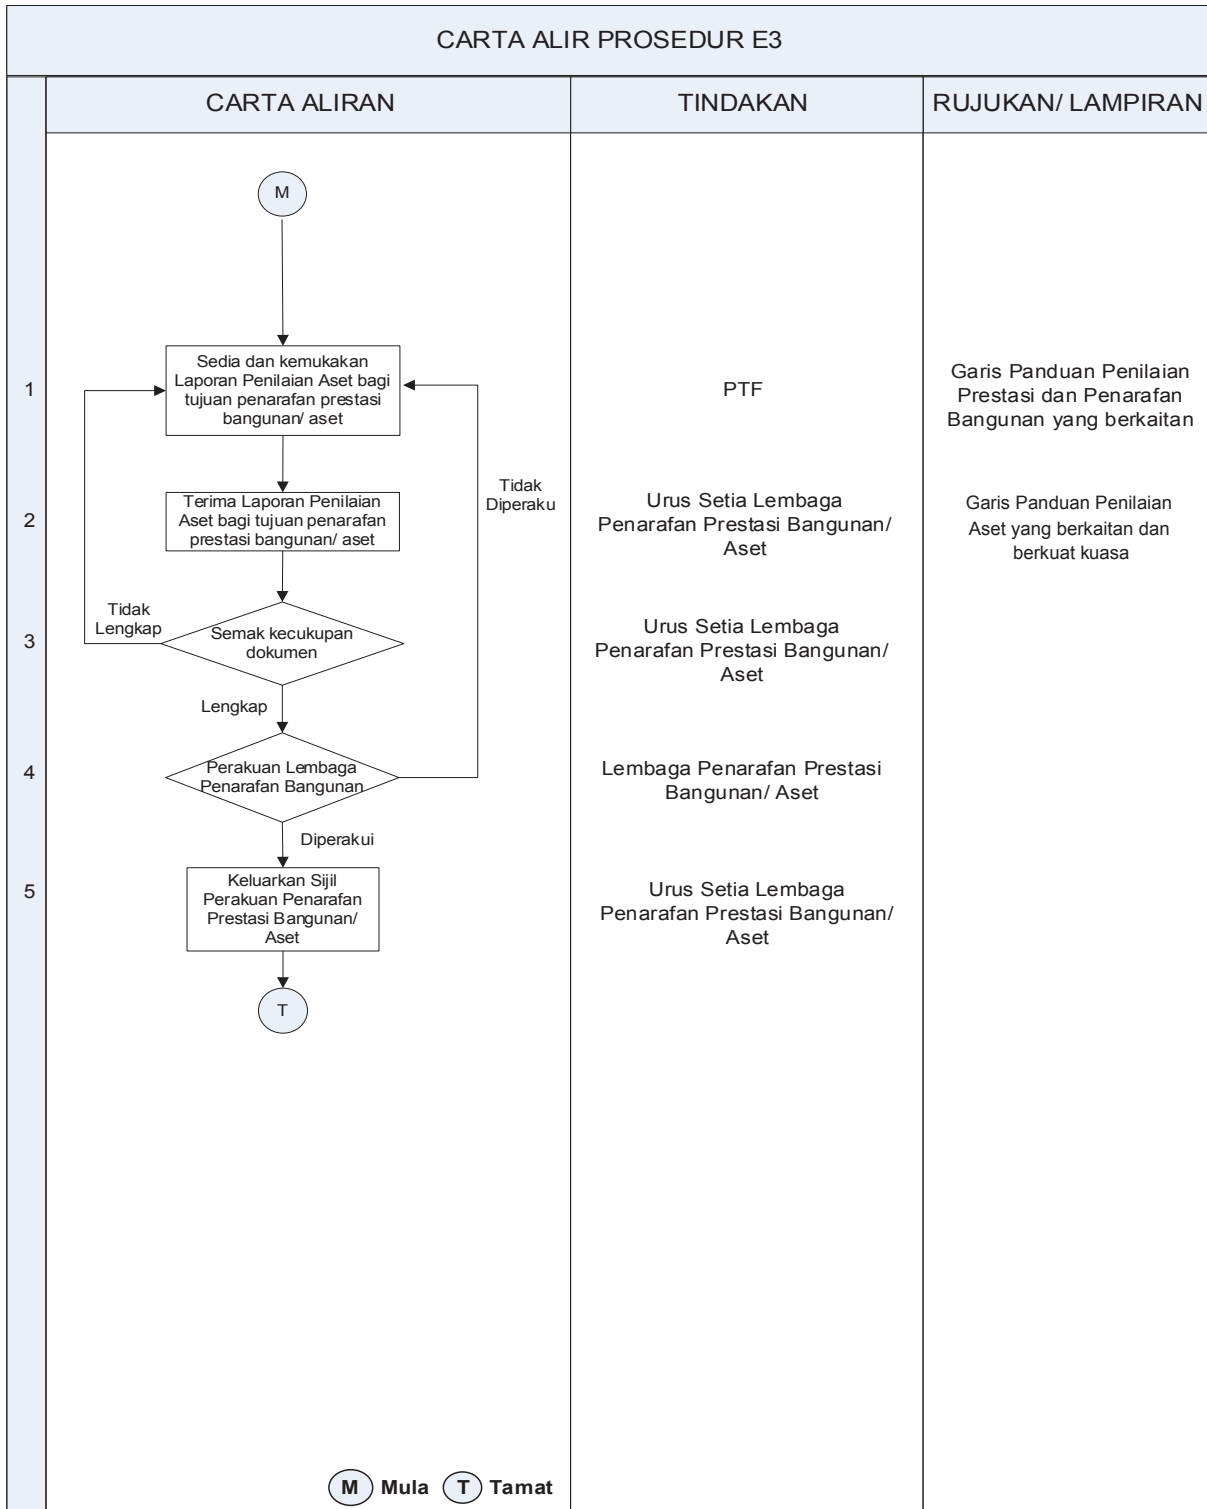 CARTA ALIR PROSEDUR E3
CARTA ALIRAN
TINDAKAN
RUJUKAN/ LAMPIRAN
M
1
Sedia dan kemukakan
Laporan Penilaian Aset bagi
tujuan penarafan prestasi
bangunan/ aset
PTF
Garis Panduan Penilaian
Prestasi dan Penarafan
Bangunan yang berkaitan
Tidak
Diperaku
2
Terima Laporan Penilaian
Aset bagi tujuan penarafan
prestasi bangunan/ aset
Urus Setia Lembaga
Penarafan Prestasi Bangunan/
Aset
Garis Panduan Penilaian
Aset yang berkaitan dan
berkuat kuasa
Tidak
Lengkap
3
Semak kecukupan
dokumen
Urus Setia Lembaga
Penarafan Prestasi Bangunan/
Aset
Lengkap
4
Perakuan Lembaga
Penarafan Bangunan
Lembaga Penarafan Prestasi
Bangunan/ Aset
Diperakui
5
Keluarkan Sijil
Perakuan Penarafan
Prestasi Bangunan/
Aset
Urus Setia Lembaga
Penarafan Prestasi Bangunan/
Aset
T
M Mula T Tamat